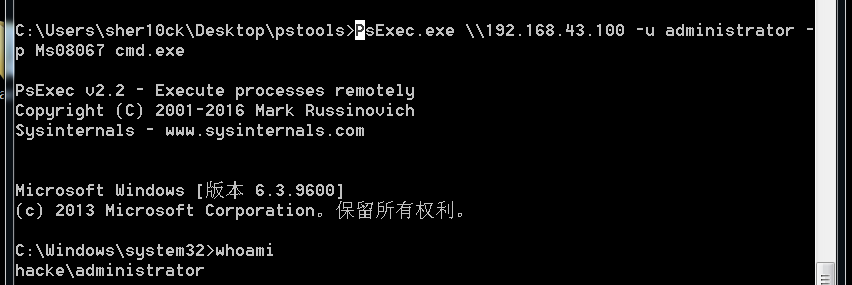 C:\Users\sher10ck\Desktop\pstools>PsExec.exe \\192.168.43.100 -u administrator -
p Ms08067 cmd.exe
PsExec v2.2 - Execute processes remotely
Copyright (C) 2001-2016 Mark Russinovich
Sysinternals - www.sysinternals.com
Microsoft Windows [版本 6.3.9600]
(c) 2013 Microsoft Corporation。保留所有权利。
C:\Windows\system32>whoami
hacke\administrator